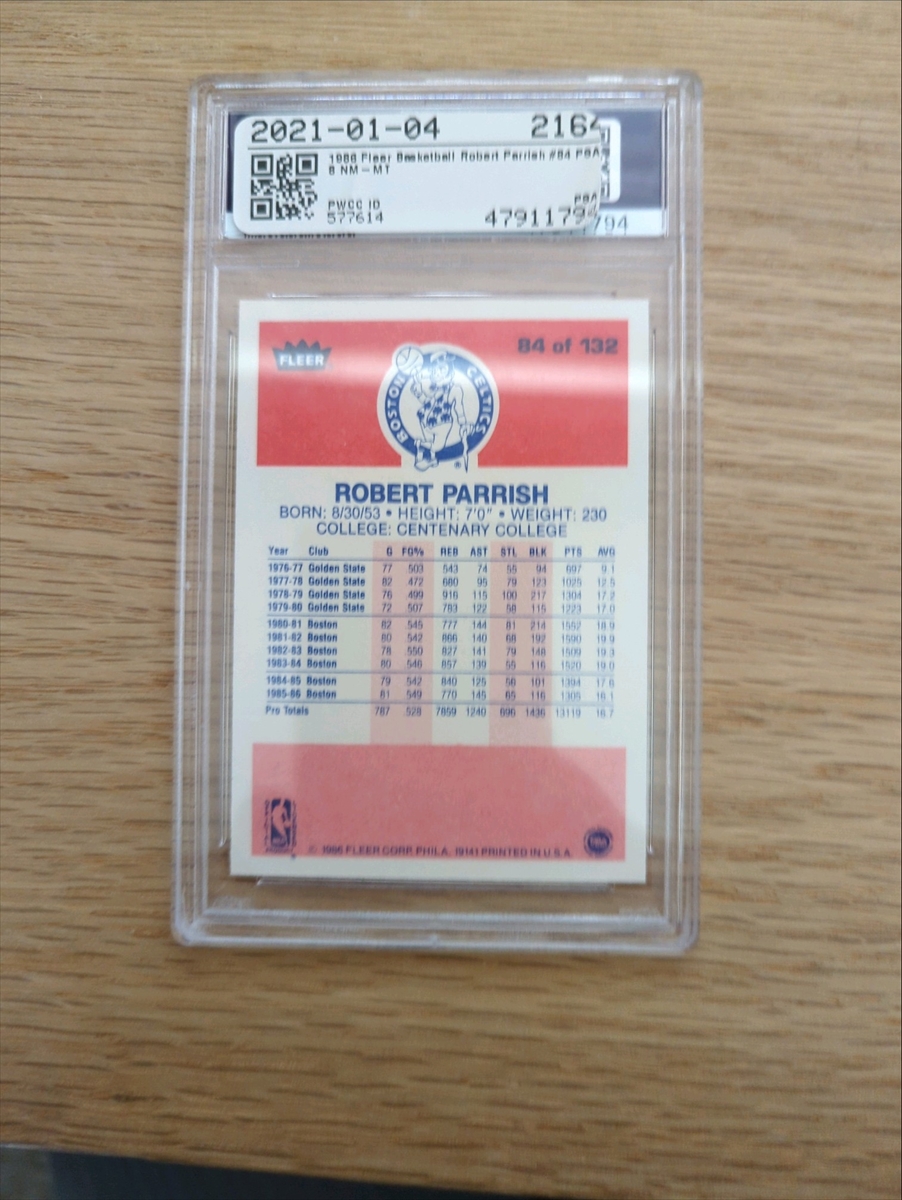 2021-01-04 2164
1986 Fleer Basketball Robert Parrish #84 PSA
8 NM-MT
PSA
PWCC ID
577614 4791179
794
FLEER
84 of 132
BOSTON CELTICS
®
ROBERT PARRISH
BORN: 8/30/53 • HEIGHT: 7'0" • WEIGHT: 230
COLLEGE: CENTENARY COLLEGE
Year Club G FG% REB AST STL BLK PTS AVG
1976-77 Golden State 77 503 543 74 55 94 697 9.1
1977-78 Golden State 82 472 680 95 79 123 1025 12.5
1978-79 Golden State 76 499 916 115 100 217 1304 17.2
1979-80 Golden State 72 507 783 122 58 115 1223 17.0
1980-81 Boston 82 545 777 144 81 214 1552 18.9
1981-82 Boston 80 542 866 140 68 192 1590 19.9
1982-83 Boston 78 550 827 141 79 148 1509 19.3
1983-84 Boston 80 546 857 139 55 116 1520 19.0
1984-85 Boston 79 542 840 125 56 101 1394 17.6
1985-86 Boston 81 549 770 145 65 116 1305 16.1
Pro Totals 787 528 7859 1240 696 1436 13119 16.7
© 1986 FLEER CORP. PHILA. 19141 PRINTED IN U.S.A.